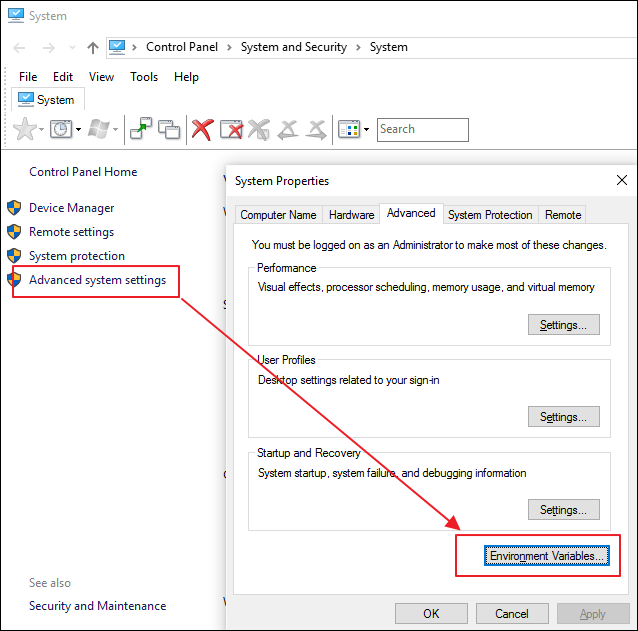 System
Control Panel > System and Security > System
File Edit View Tools Help
System
Search
Control Panel Home
Device Manager
Remote settings
System protection
Advanced system settings
See also
Security and Maintenance
System Properties
Computer Name Hardware Advanced System Protection Remote
You must be logged on as an Administrator to make most of these changes.
Performance
Visual effects, processor scheduling, memory usage, and virtual memory
Settings...
User Profiles
Desktop settings related to your sign-in
Settings...
Startup and Recovery
System startup, system failure, and debugging information
Settings...
Environment Variables...
OK Cancel Apply